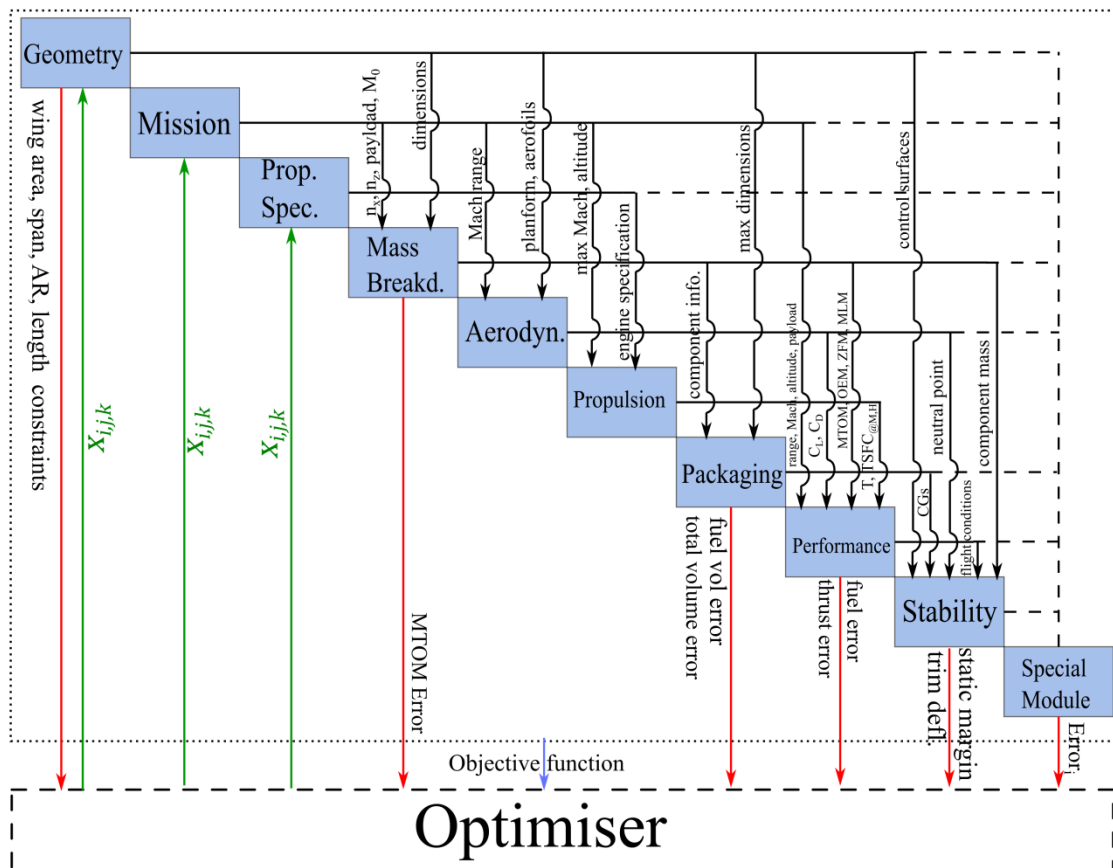 Geometry
Mission
Prop.
Spec.
Mass
Breakd.
Aerodyn.
Propulsion
Packaging
Performance
Stability
Special
Module
wing area, span, AR, length constraints
X_{i,j,k}
X_{i,j,k}
X_{i,j,k}
n_x, n_z, payload, M_0
dimensions
Mach range
planform, aerofoils
max Mach, altitude
engine specification
component info.
max dimensions
range, Mach, altitude, payload
C_L, C_D
MTOM, OEM, ZFM, MLM
T, TSFC_{@M,H}
control surfaces
CGs
neutral point
flight conditions
component mass
MTOM Error
fuel vol error
total volume error
fuel error
thrust error
static margin
trim defl.
Error_i
Objective function
Optimiser